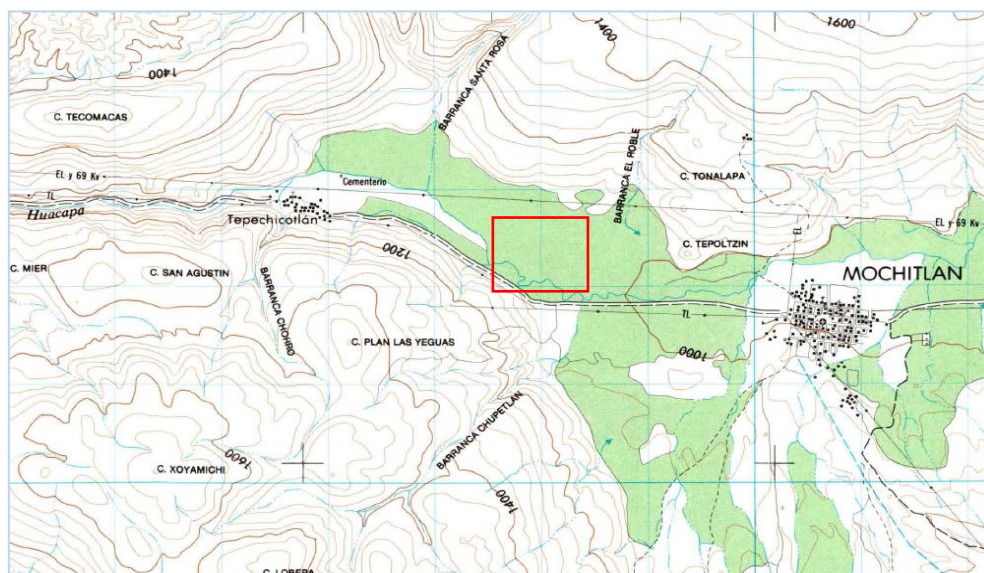 1400
1600
1400
BARRANCA SANTA ROSA
C. TECOMACAS
BARRANCA EL ROBLE
EL y 69 Kv
Cementerio
C. TONALAPA
TL
Huacapa
Tepechicotlán
EL
EL y 69 Kv
1200
C. TEPOLTZIN
C. MIER
C. SAN AGUSTIN
MOCHITLAN
BARRANCA CHOHRO
TL
C. PLAN LAS YEGUAS
1000
BARRANCA CHUPETLAN
C. XOYAMICHI
1600
1400
C. LOBERA